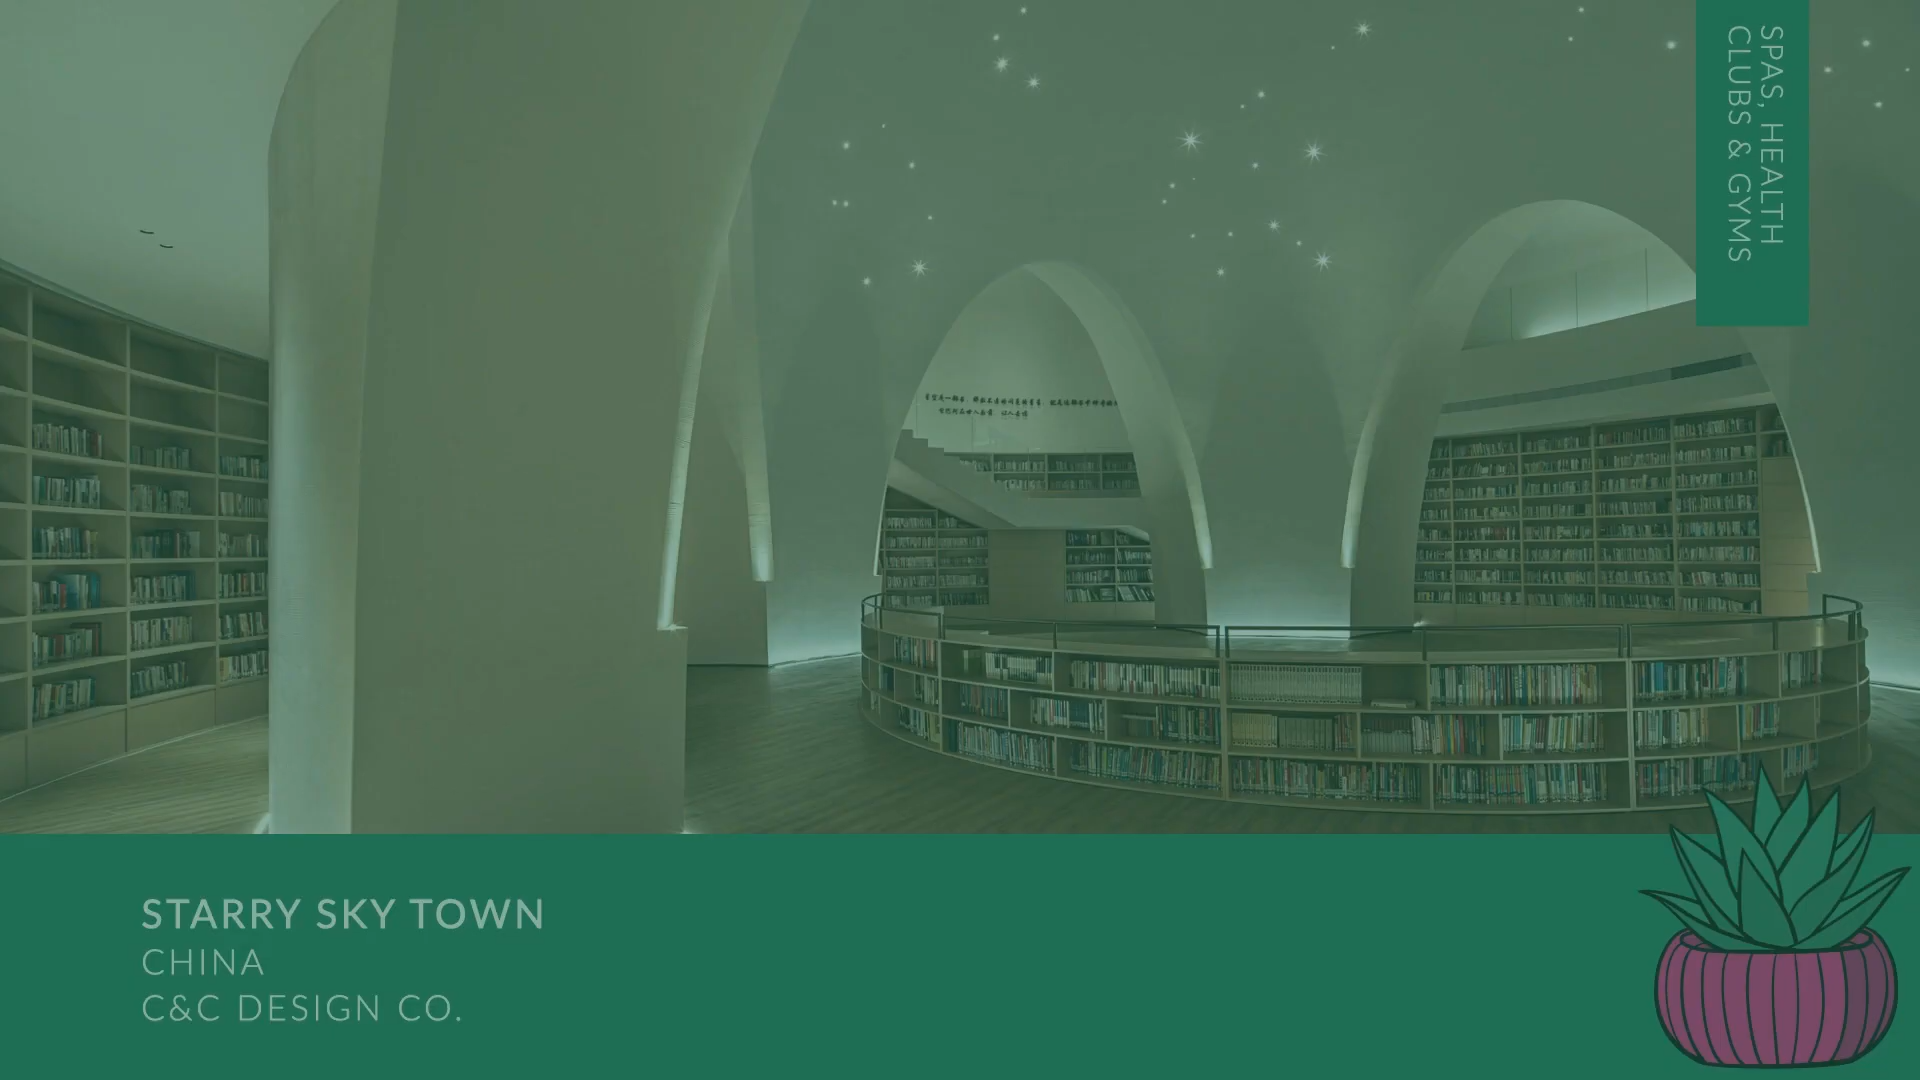 SPAS, HEALTH
CLUBS & GYMS
STARRY SKY TOWN
CHINA
C&C DESIGN CO.